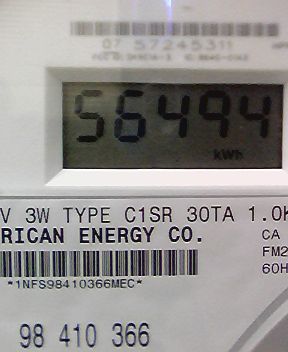 07 57245311
56494
kWh
V 3W TYPE C1SR 30TA 1.0K
RICAN ENERGY CO.
CA
FM2
60H
*1NFS98410366MEC*
98 410 366